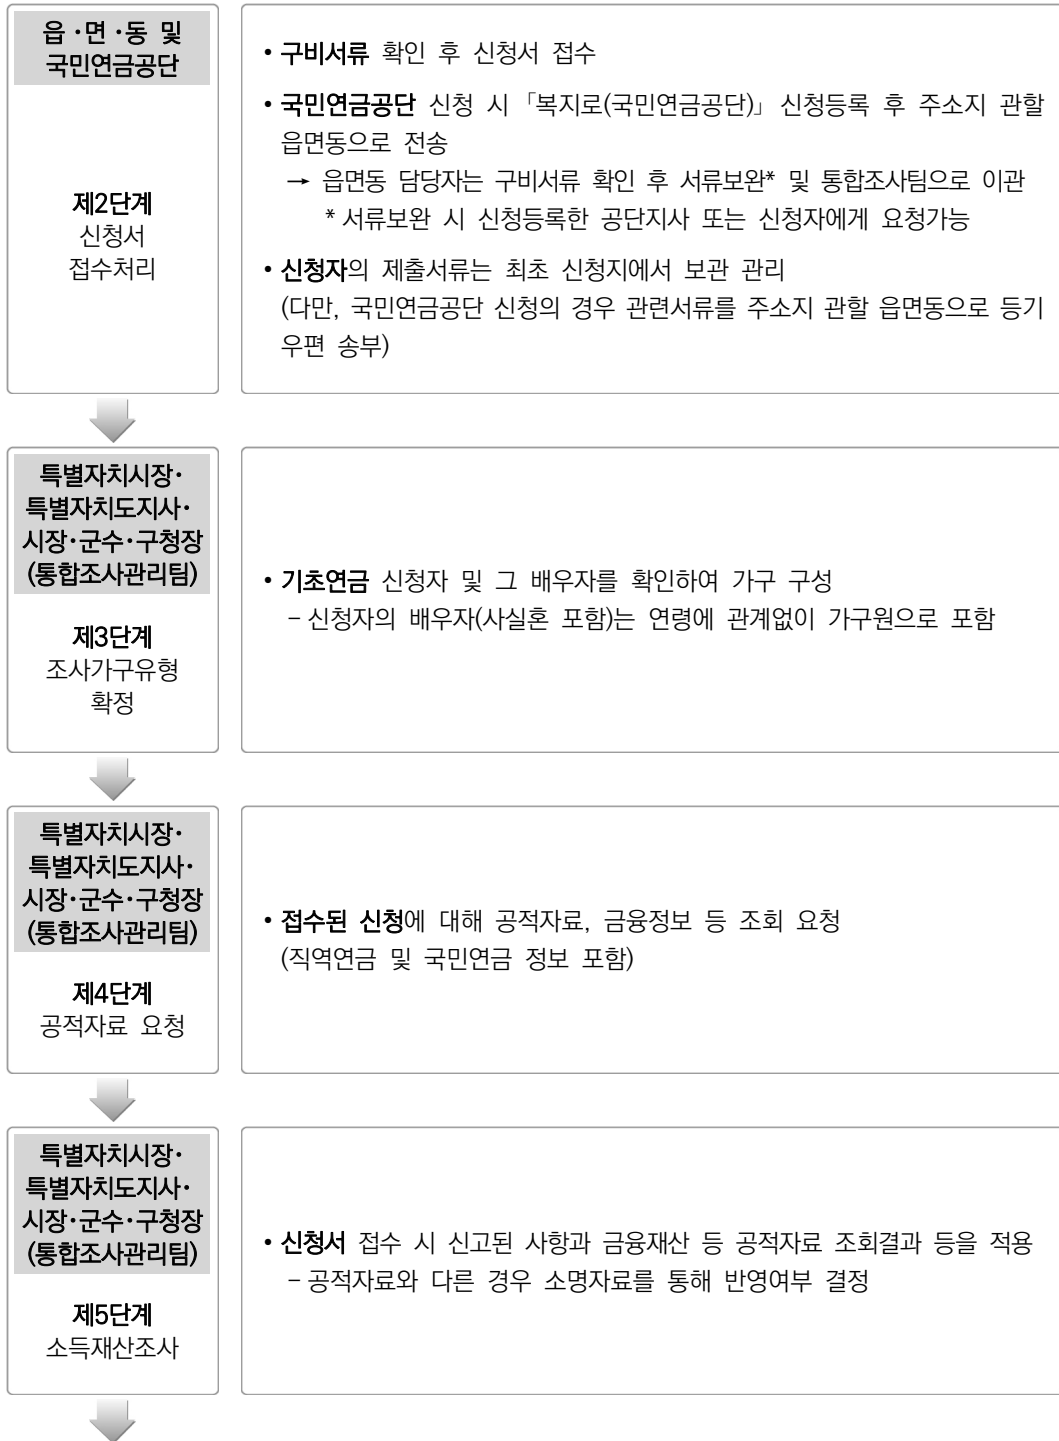 읍·면·동 및
국민연금공단
제2단계
신청서
접수처리
• 구비서류 확인 후 신청서 접수
• 국민연금공단 신청 시 「복지로(국민연금공단)」 신청등록 후 주소지 관할
읍면동으로 전송
→ 읍면동 담당자는 구비서류 확인 후 서류보완* 및 통합조사팀으로 이관
* 서류보완 시 신청등록한 공단지사 또는 신청자에게 요청가능
• 신청자의 제출서류는 최초 신청지에서 보관 관리
(다만, 국민연금공단 신청의 경우 관련서류를 주소지 관할 읍면동으로 등기
우편 송부)
특별자치시장·
특별자치도지사·
시장·군수·구청장
(통합조사관리팀)
제3단계
조사가구유형
확정
• 기초연금 신청자 및 그 배우자를 확인하여 가구 구성
– 신청자의 배우자(사실혼 포함)는 연령에 관계없이 가구원으로 포함
특별자치시장·
특별자치도지사·
시장·군수·구청장
(통합조사관리팀)
제4단계
공적자료 요청
• 접수된 신청에 대해 공적자료, 금융정보 등 조회 요청
(직역연금 및 국민연금 정보 포함)
특별자치시장·
특별자치도지사·
시장·군수·구청장
(통합조사관리팀)
제5단계
소득재산조사
• 신청서 접수 시 신고된 사항과 금융재산 등 공적자료 조회결과 등을 적용
– 공적자료와 다른 경우 소명자료를 통해 반영여부 결정